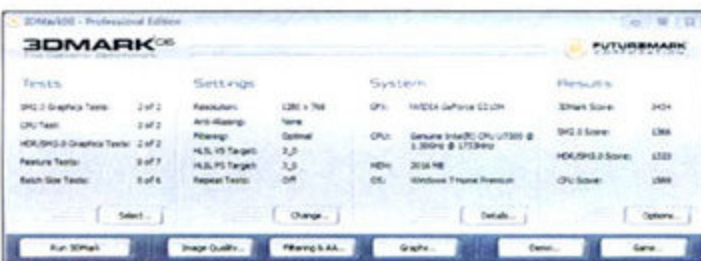 3DMark06 - Professional Edition
3DMARK06
FUTUREMARK
CORPORATION
Tests
SM2.0 Graphics Tests: 2 of 2
CPU Test: 2 of 2
HDR/SM3.0 Graphics Tests: 2 of 2
Feature Tests: 0 of 7
Batch Size Tests: 0 of 6
Select...
Settings
Resolution: 1280 x 768
Anti-Aliasing: None
Filtering: Optimal
HLSL VS Target: 3_0
HLSL PS Target: 3_0
Repeat Tests: Off
Change...
System
GPU: NVIDIA GeForce
CPU: Genuine Intel(R) CPU U7300 @
1.30GHz @ 1733MHz
MEM: 2016 MB
OS: Windows 7 Home Premium
Details...
Results
3DMark Score: 3434
SM2.0 Score: 1366
HDR/SM3.0 Score:
CPU Score:
Options...
Run 3DMark
Image Quality...
Filtering & AA...
Graphs...
Demo...
Game...